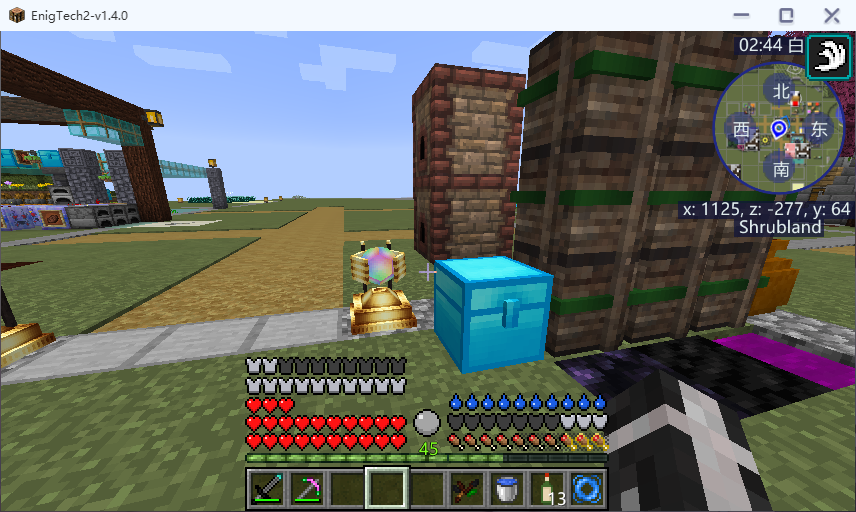 EnigTech2-v1.4.0
02:44 白
北
西
东
南
x: 1125, z: -277, y: 64
Shrubland
45
13